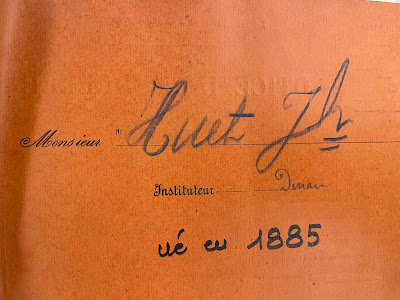 Monsieur Huet Jh
Instituteur Dinan
né en 1885